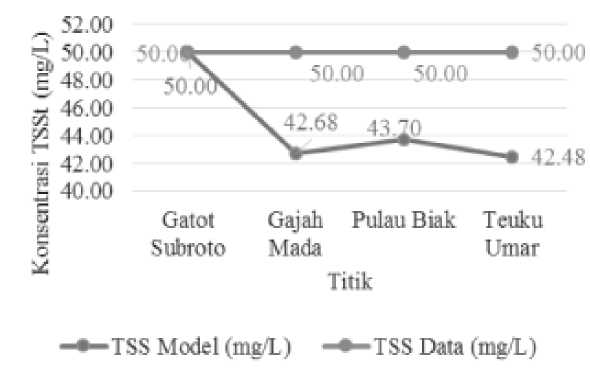 Konsentrasi TSSt (mg/L)
52.00
50.00
48.00
46.00
44.00
42.00
40.00
50.00
50.00
50.00
50.00
50.00
42.68
43.70
42.48
Gatot Subroto
Gajah Mada
Pulau Biak
Teuku Umar
Titik
TSS Model (mg/L)
TSS Data (mg/L)